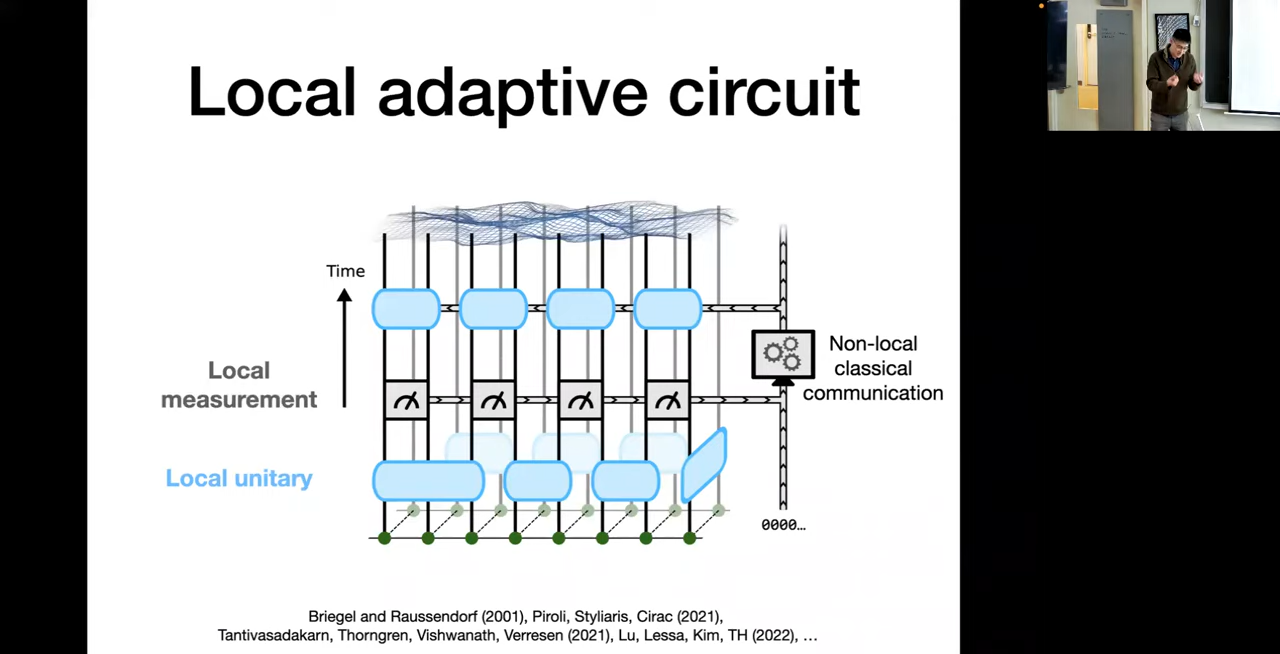 Local adaptive circuit
Time
Local
measurement
Local unitary
Non-local
classical
communication
0000…
Briegel and Raussendorf (2001), Piroli, Styliaris, Cirac (2021),
Tantivasadakarn, Thorngren, Vishwanath, Verresen (2021), Lu, Lessa, Kim, TH (2022), …